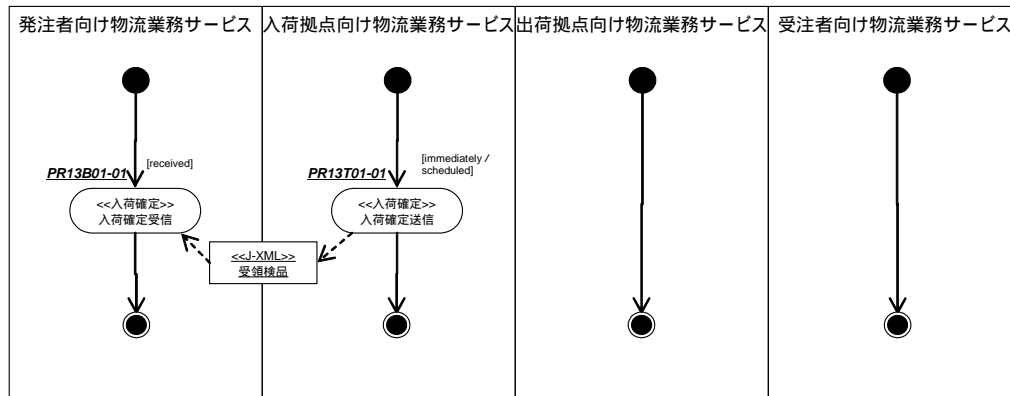 発注者向け物流業務サービス
入荷拠点向け物流業務サービス
出荷拠点向け物流業務サービス
受注者向け物流業務サービス
PR13B01-01
[received]
<<入荷確定>>
入荷確定受信
PR13T01-01
[immediately /
scheduled]
<<入荷確定>>
入荷確定送信
<<J-XML>>
受領検品